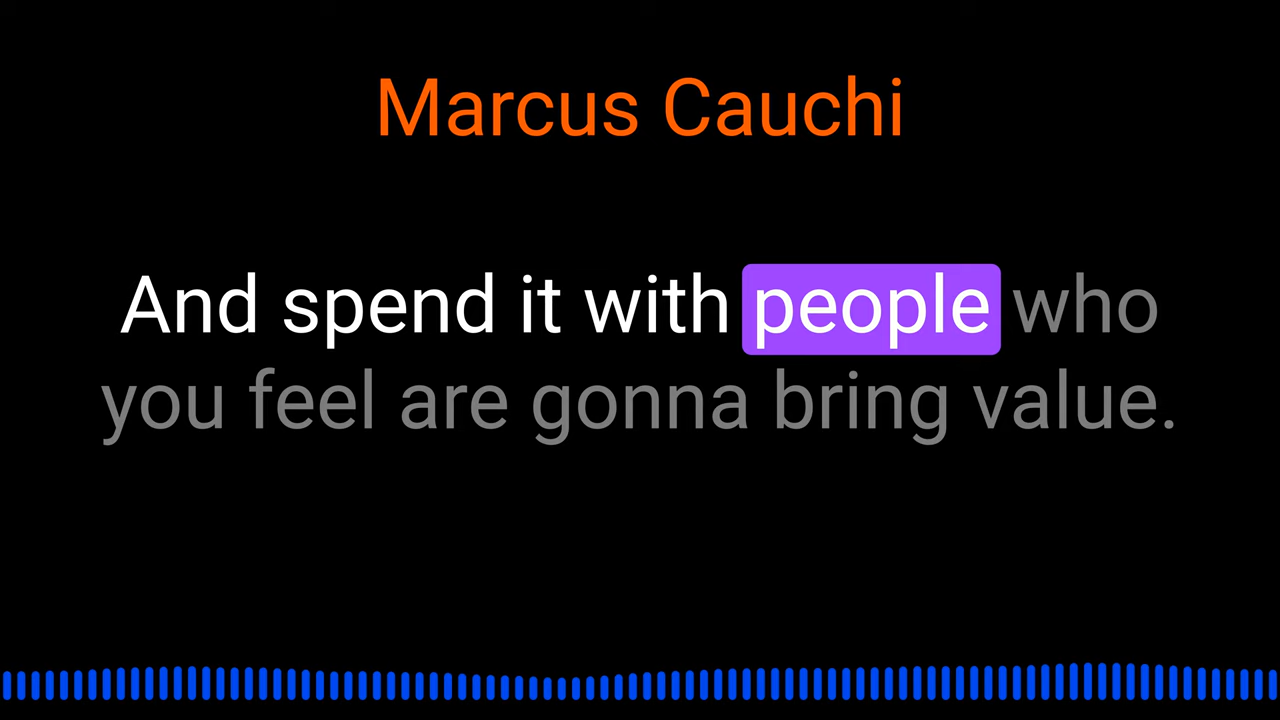 Marcus Cauchi
And spend it with people who
you feel are gonna bring value.